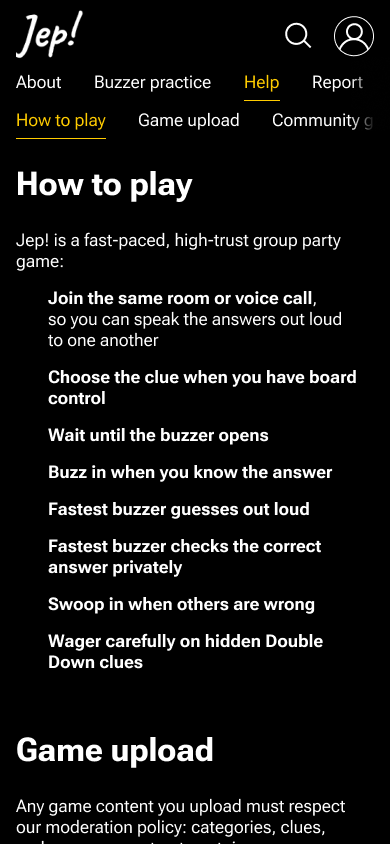 Jep!
About Buzzer practice Help Report
How to play Game upload Community g
How to play
Jep! is a fast-paced, high-trust group party
game:
Join the same room or voice call,
so you can speak the answers out loud
to one another
Choose the clue when you have board
control
Wait until the buzzer opens
Buzz in when you know the answer
Fastest buzzer guesses out loud
Fastest buzzer checks the correct
answer privately
Swoop in when others are wrong
Wager carefully on hidden Double
Down clues
Game upload
Any game content you upload must respect
our moderation policy: categories, clues,